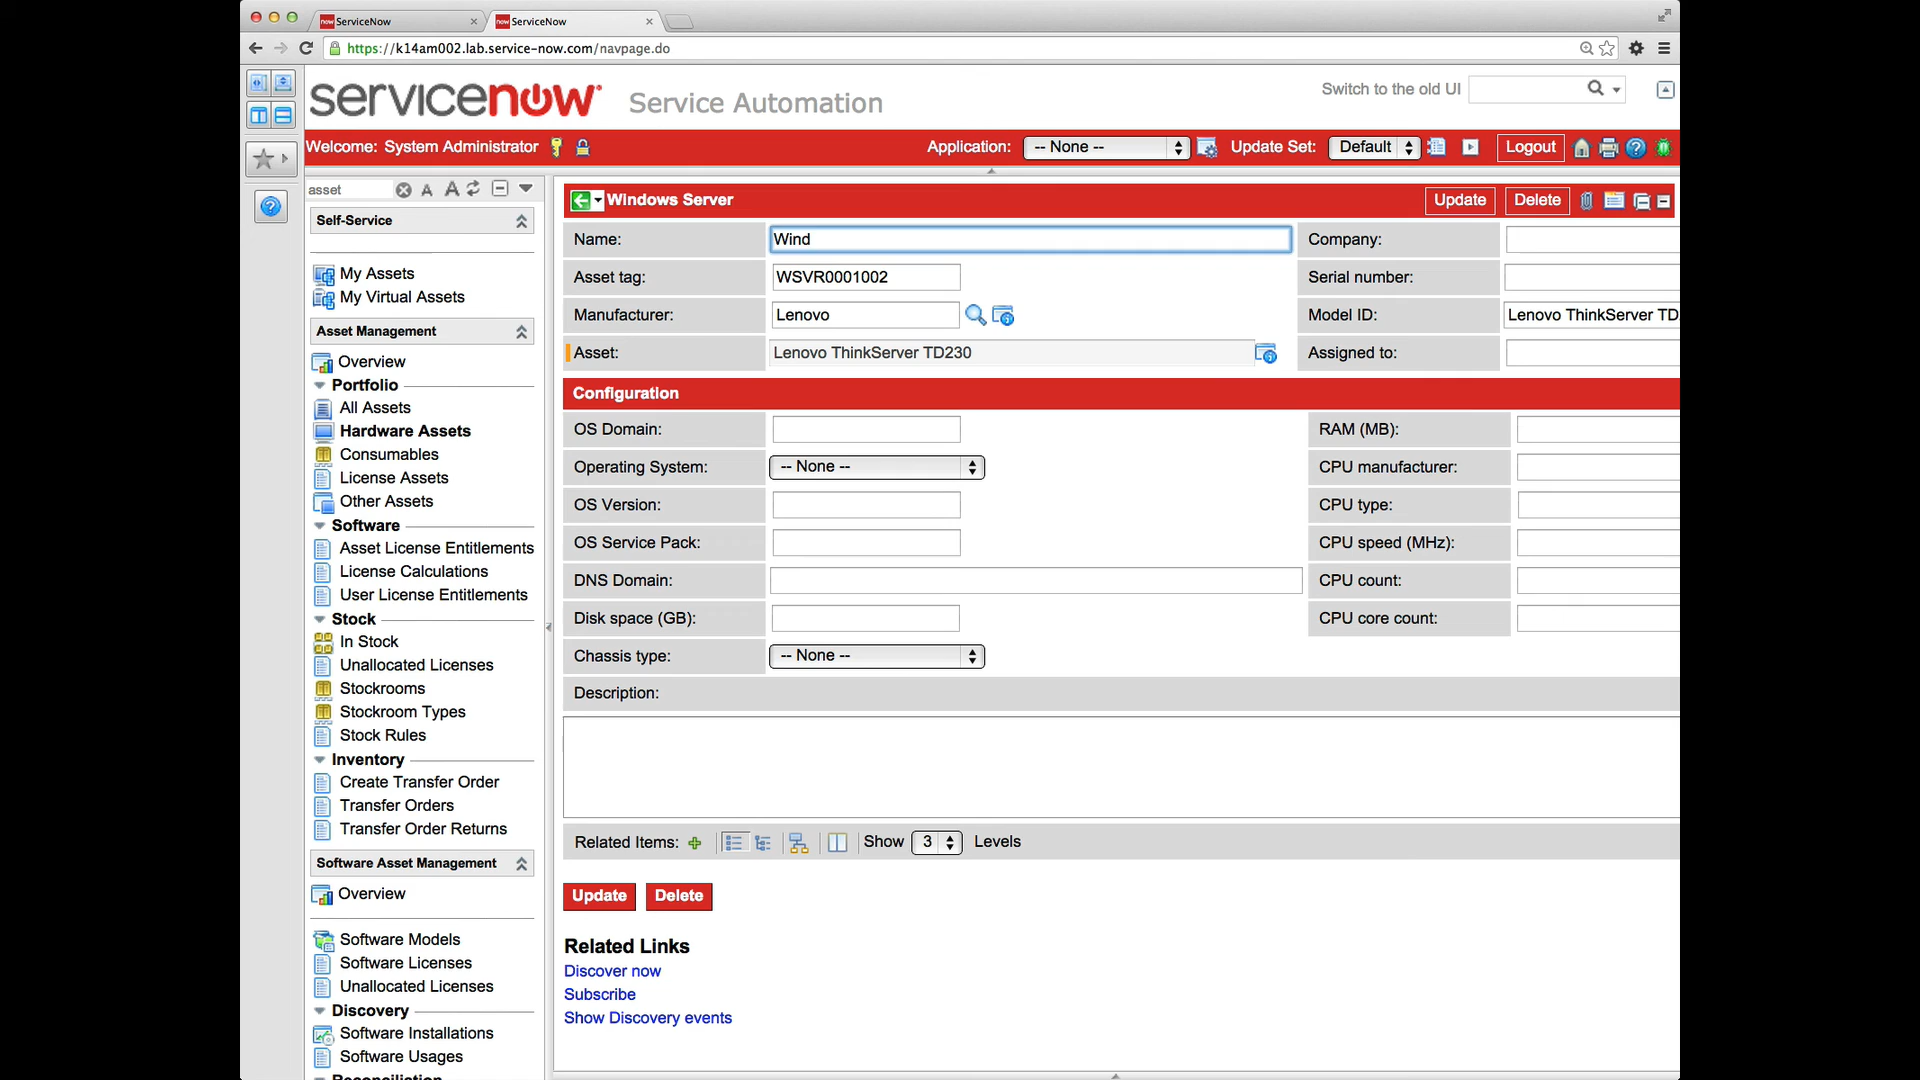 ServiceNow
ServiceNow
https://k14am002.lab.service-now.com/navpage.do
servicenow Service Automation
Switch to the old UI
Welcome: System Administrator
Application: -- None -- Update Set: Default Logout
asset
Self-Service
My Assets
My Virtual Assets
Asset Management
Overview
Portfolio
All Assets
Hardware Assets
Consumables
License Assets
Other Assets
Software
Asset License Entitlements
License Calculations
User License Entitlements
Stock
In Stock
Unallocated Licenses
Stockrooms
Stockroom Types
Stock Rules
Inventory
Create Transfer Order
Transfer Orders
Transfer Order Returns
Software Asset Management
Overview
Software Models
Software Licenses
Unallocated Licenses
Discovery
Software Installations
Software Usages
Reconciliation
Windows Server Update Delete
Name: Wind Company:
Asset tag: WSVR0001002 Serial number:
Manufacturer: Lenovo Model ID: Lenovo ThinkServer TD
Asset: Lenovo ThinkServer TD230 Assigned to:
Configuration
OS Domain: RAM (MB):
Operating System: -- None -- CPU manufacturer:
OS Version: CPU type:
OS Service Pack: CPU speed (MHz):
DNS Domain: CPU count:
Disk space (GB): CPU core count:
Chassis type: -- None --
Description:
Related Items: Show 3 Levels
Update Delete
Related Links
Discover now
Subscribe
Show Discovery events